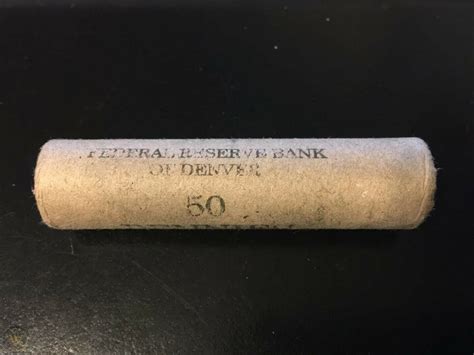 FEDERAL RESERVE BANK
OF DENVER
50